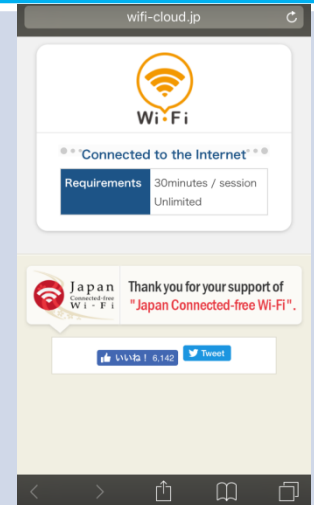 wifi-cloud.jp
Wi-Fi
Connected to the Internet
Requirements
30minutes / session
Unlimited
Japan
Connected-free
Wi-Fi
Thank you for your support of
"Japan Connected-free Wi-Fi".
いいね！ 6,142
Tweet